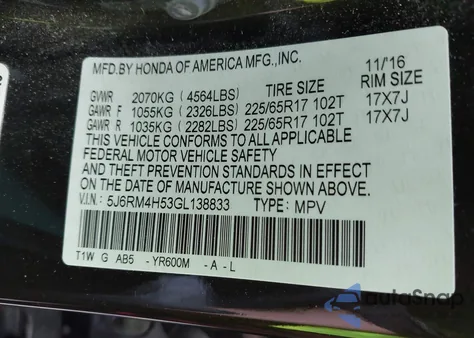 MFD.BY HONDA OF AMERICA MFG.,INC. 11/16
TIRE SIZE RIM SIZE
GVWR 2070KG (4564LBS)
GAWR F 1055KG (2326LBS) 225/65R17 102T 17X7J
GAWR R 1035KG (2282LBS) 225/65R17 102T 17X7J
THIS VEHICLE CONFORMS TO ALL APPLICABLE
FEDERAL MOTOR VEHICLE SAFETY
AND THEFT PREVENTION STANDARDS IN EFFECT
ON THE DATE OF MANUFACTURE SHOWN ABOVE.
V.I.N.: 5J6RM4H53GL138833 TYPE: MPV
T1W G AB5 - YR600M - A - L
autoSnap